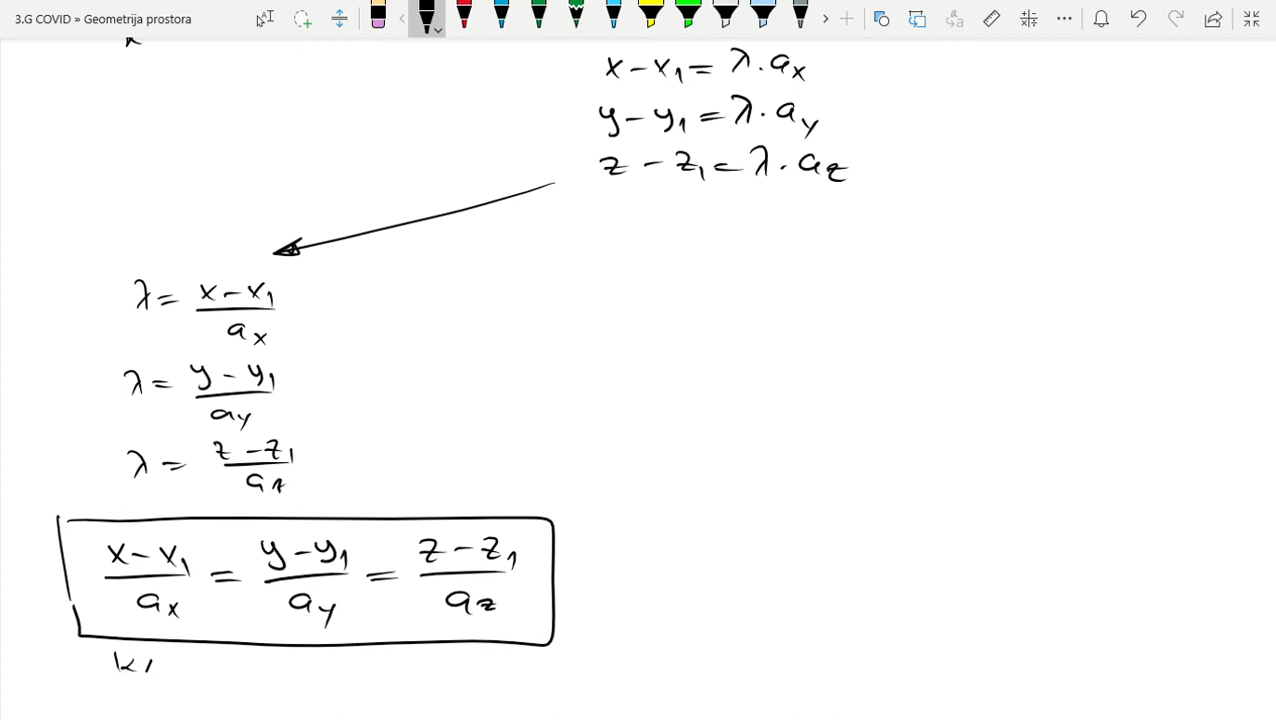 3.G COVID » Geometrija prostora
x - x₁ = λ · aₓ
y - y₁ = λ · a_y
z - z₁ = λ · a_z
λ = (x - x₁)/aₓ
λ = (y - y₁)/a_y
λ = (z - z₁)/a_z
(x - x₁)/aₓ = (y - y₁)/a_y = (z - z₁)/a_z